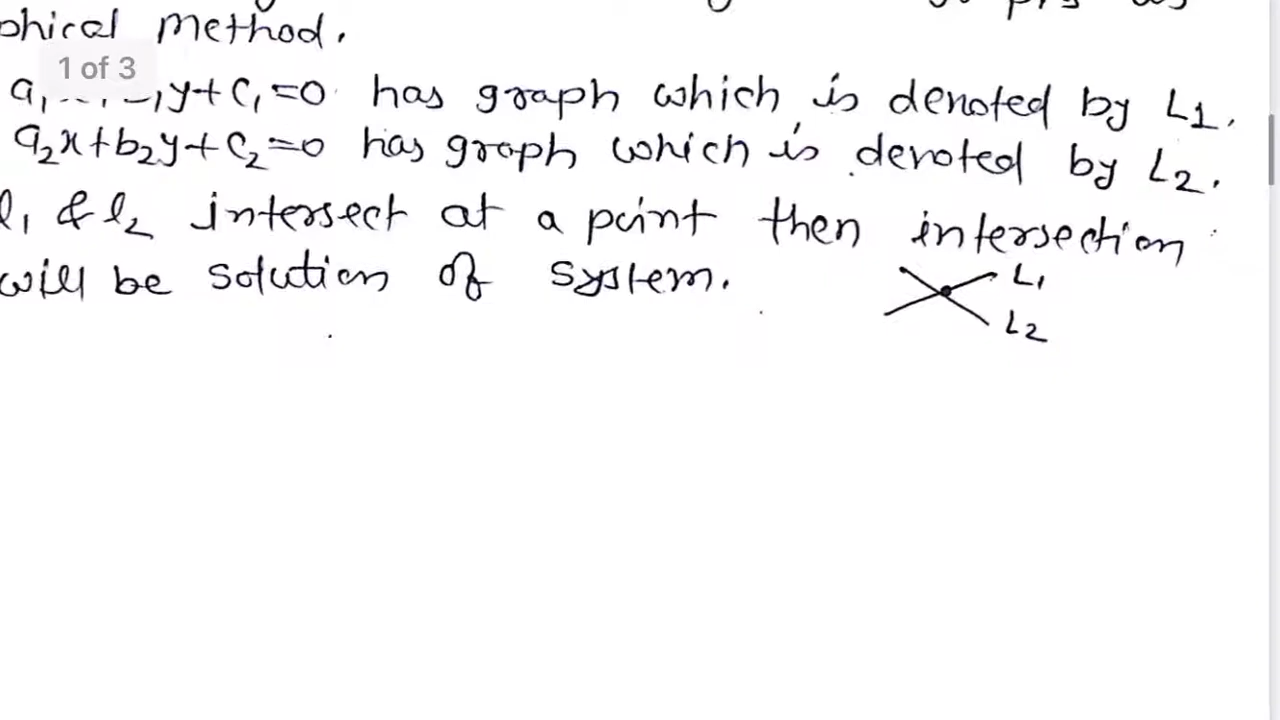 phical method.
1 of 3
y+c₁=0 has graph which is denoted by L1.
a₂x+b₂y+c₂=0 has graph which is denoted by L₂.
l₁ & l₂ intersect at a point then intersection
will be solution of system.
L₁
L₂